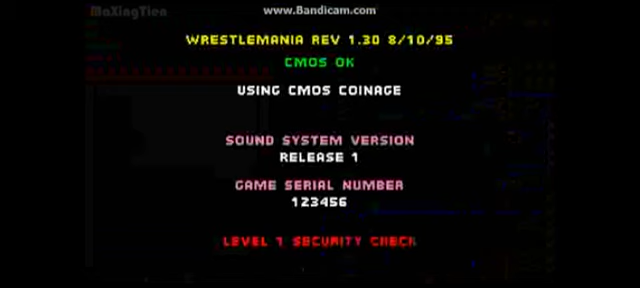 MaXingTien
www.Bandicam.com
WRESTLEMANIA REV 1.30 8/10/95
CMOS OK
USING CMOS COINAGE
SOUND SYSTEM VERSION
RELEASE 1
GAME SERIAL NUMBER
123456
LEVEL 1 SECURITY CHECK